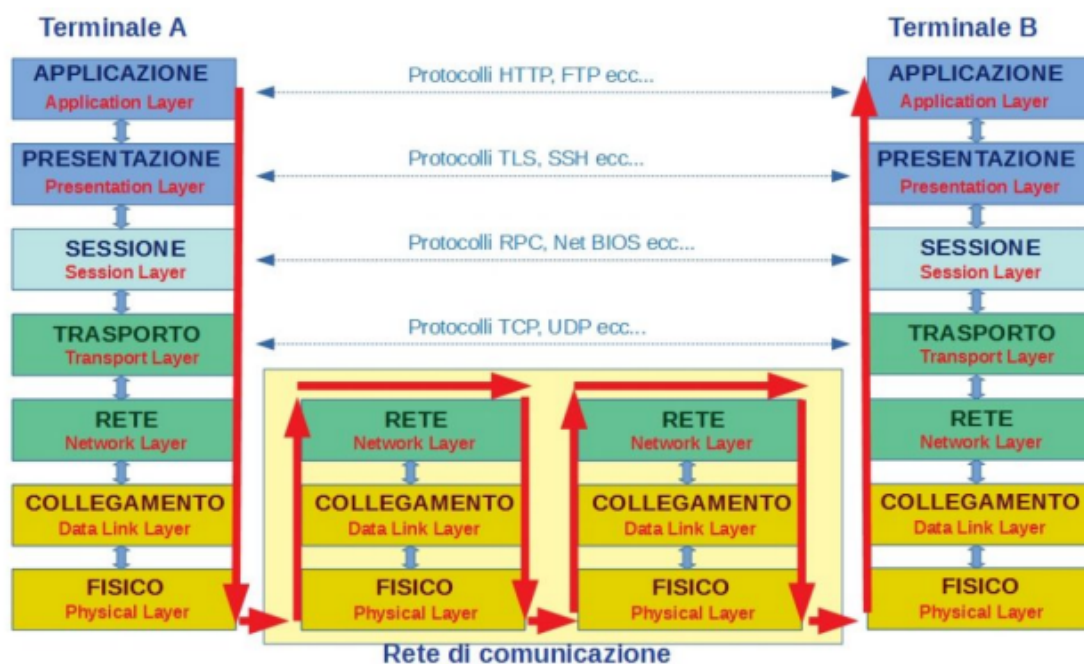 Terminale A
Terminale B
APPLICAZIONE
Application Layer
Protocolli HTTP, FTP ecc...
APPLICAZIONE
Application Layer
PRESENTAZIONE
Presentation Layer
Protocolli TLS, SSH ecc...
PRESENTAZIONE
Presentation Layer
SESSIONE
Session Layer
Protocolli RPC, Net BIOS ecc...
SESSIONE
Session Layer
TRASPORTO
Transport Layer
Protocolli TCP, UDP ecc...
TRASPORTO
Transport Layer
RETE
Network Layer
RETE
Network Layer
RETE
Network Layer
RETE
Network Layer
COLLEGAMENTO
Data Link Layer
COLLEGAMENTO
Data Link Layer
COLLEGAMENTO
Data Link Layer
COLLEGAMENTO
Data Link Layer
FISICO
Physical Layer
FISICO
Physical Layer
FISICO
Physical Layer
FISICO
Physical Layer
Rete di comunicazione